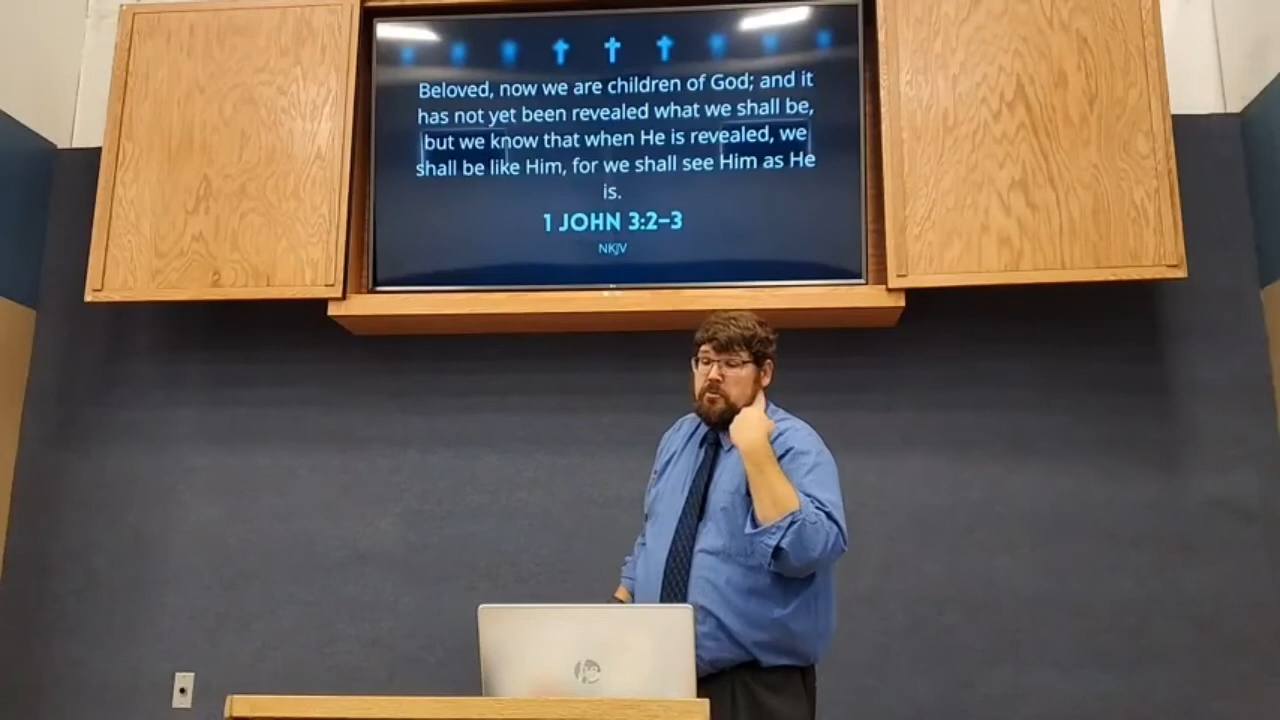 Beloved, now we are children of God; and it
has not yet been revealed what we shall be,
but we know that when He is revealed, we
shall be like Him, for we shall see Him as He
is.
1 JOHN 3:2–3
NKJV
hp